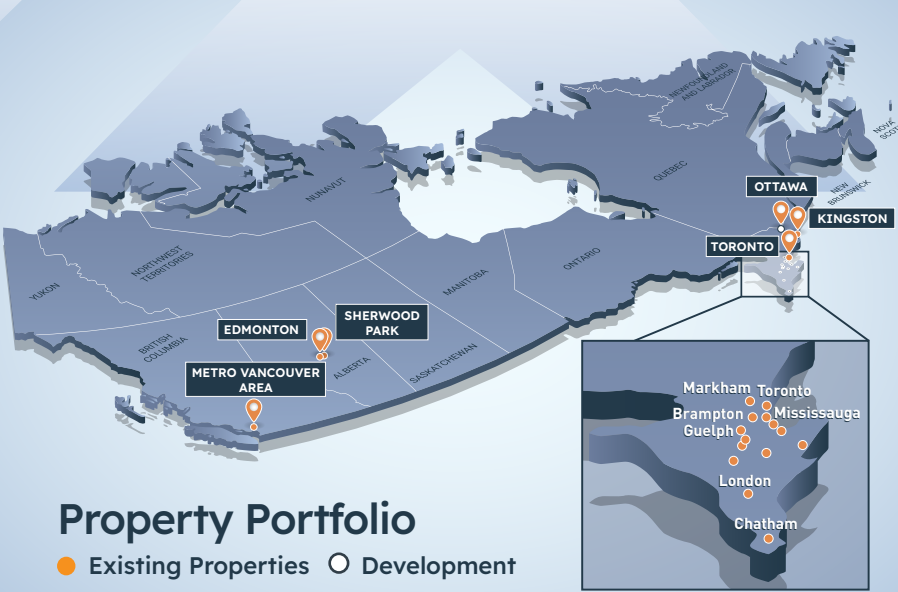 NEWFOUNDLAND
AND LABRADOR
NOVA
SCOT
QUEBEC
NEW
BRUNSWICK
OTTAWA
KINGSTON
TORONTO
NUNAVUT
NORTHWEST
TERRITORIES
YUKON
ONTARIO
MANITOBA
SASKATCHEWAN
ALBERTA
BRITISH
COLUMBIA
EDMONTON
SHERWOOD
PARK
METRO VANCOUVER
AREA
Markham
Toronto
Brampton
Mississauga
Guelph
London
Chatham
Property Portfolio
Existing Properties
Development